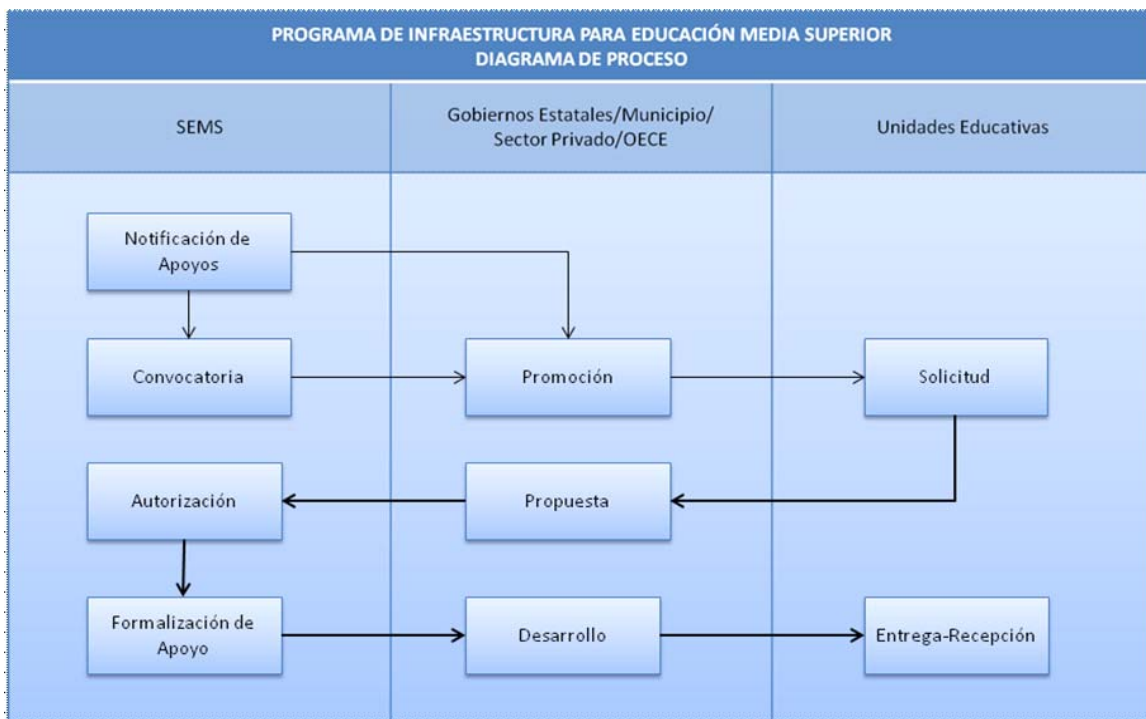 PROGRAMA DE INFRAESTRUCTURA PARA EDUCACIÓN MEDIA SUPERIOR
DIAGRAMA DE PROCESO
SEMS
Gobiernos Estatales/Municipio/
Sector Privado/OECE
Unidades Educativas
Notificación de
Apoyos
Convocatoria
Promoción
Solicitud
Autorización
Propuesta
Formalización de
Apoyo
Desarrollo
Entrega-Recepción